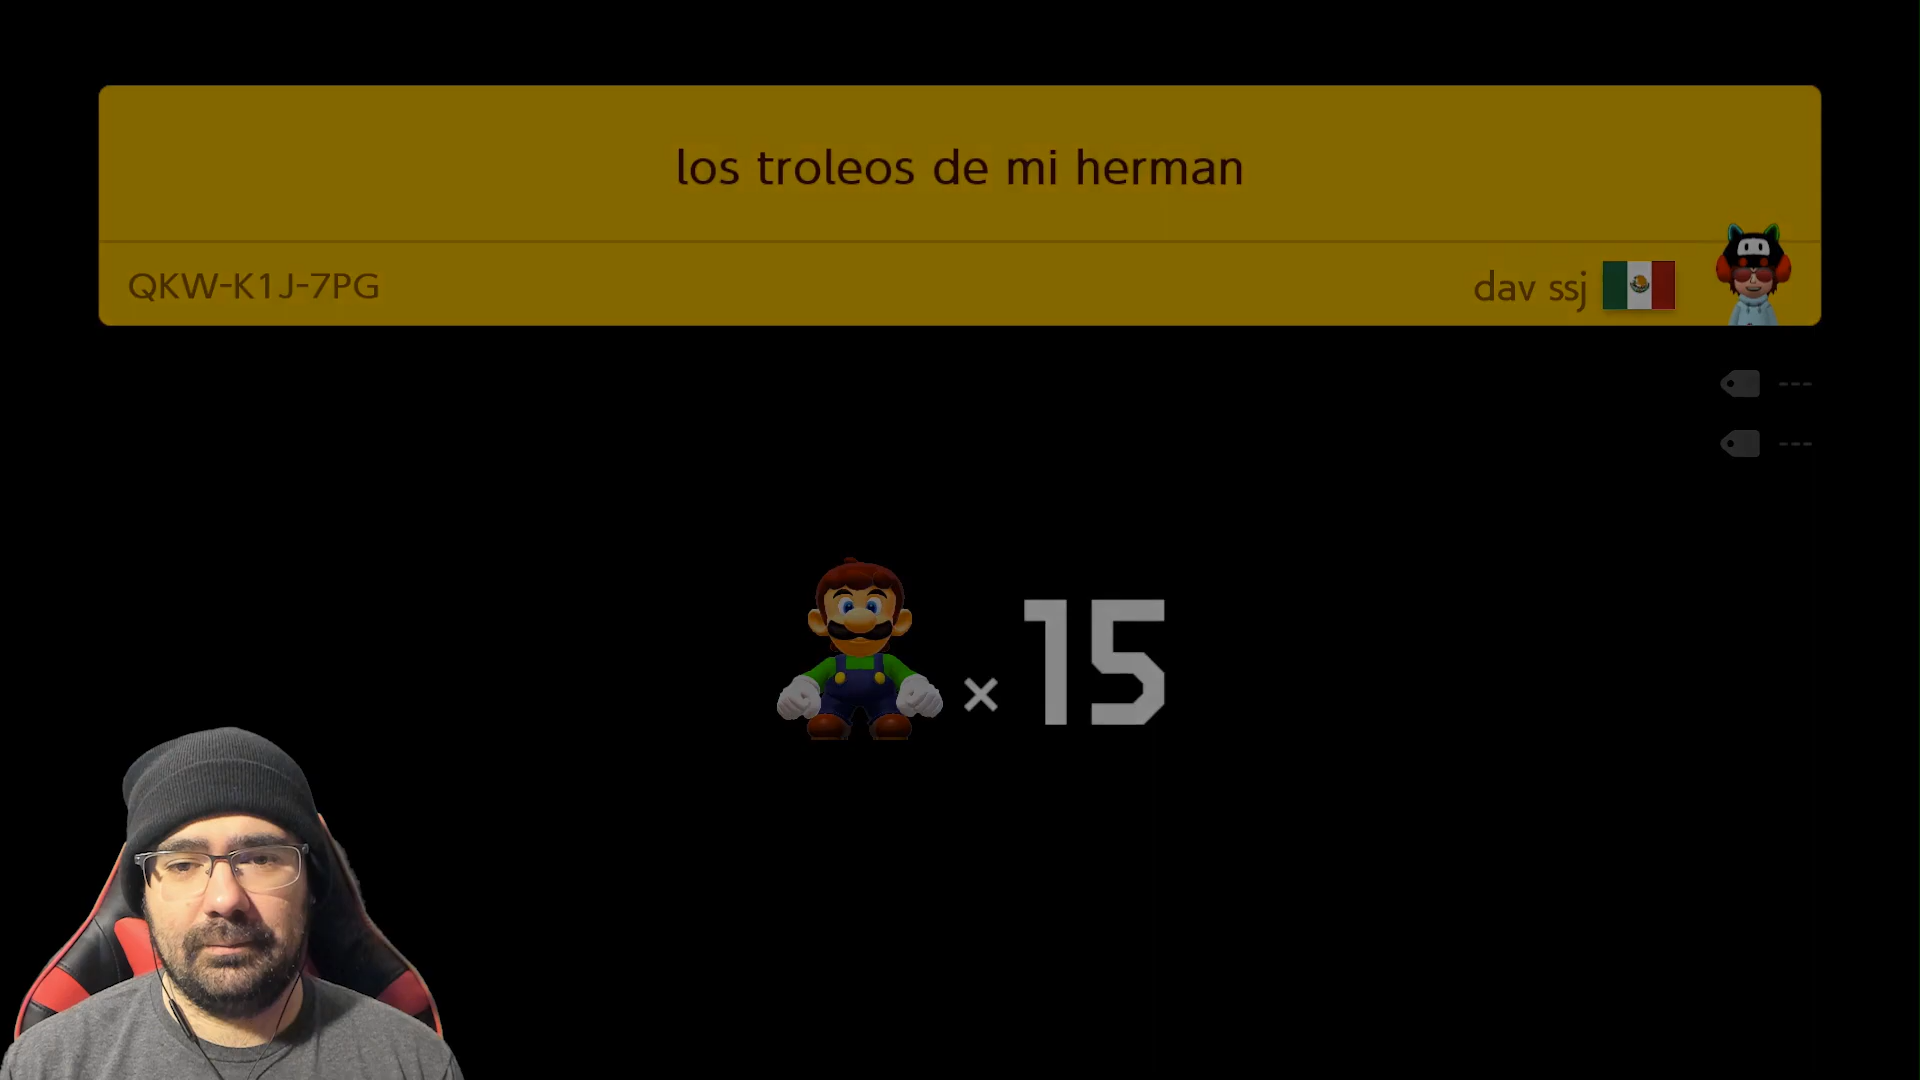 los troleos de mi herman
QKW-K1J-7PG
dav ssj
---
---
× 15